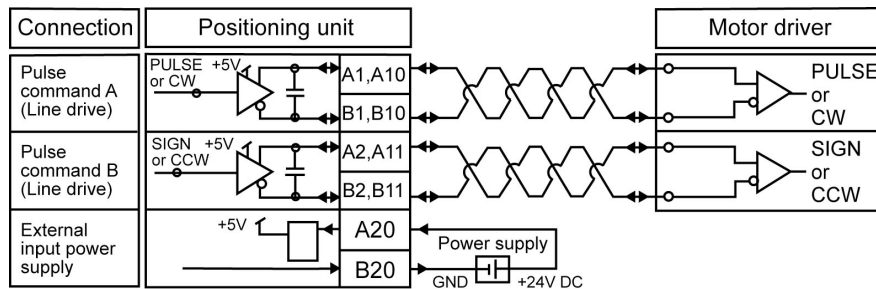 Connection
Positioning unit
Motor driver
Pulse
command A
(Line drive)
PULSE +5V
or CW
A1,A10
B1,B10
PULSE
or
CW
Pulse
command B
(Line drive)
SIGN +5V
or CCW
A2,A11
B2,B11
SIGN
or
CCW
External
input power
supply
+5V
A20
B20
Power supply
GND
+24V DC